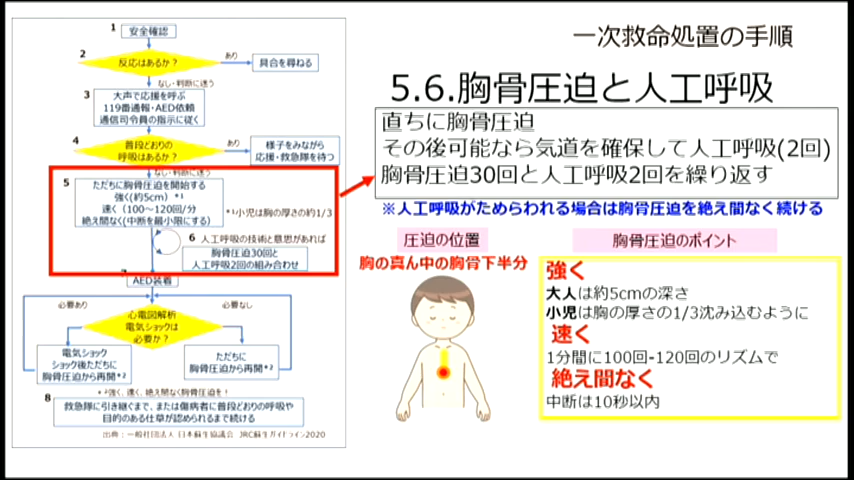 1
安全確認
2
反応はあるか？
あり
具合を尋ねる
なし・判断に迷う
3
大声で応援を呼ぶ
119番通報・AED依頼
通信司令員の指示に従く
4
普段どおりの
呼吸はあるか？
あり
様子をみながら
応援・救急隊を待つ
なし・判断に迷う
5
ただちに胸骨圧迫を開始する
強く(約5cm)*¹
速く（100～120回/分
絶え間なく(中断を最小限にする)
*¹小児は胸の厚さの約1/3
6
人工呼吸の技術と意思があれば
胸骨圧迫30回と
人工呼吸2回の組み合わせ
7
AED装着
必要あり
必要なし
心電図解析
電気ショックは
必要か？
電気ショック
ショック後ただちに
胸骨圧迫から再開*²
ただちに
胸骨圧迫から再開*²
*²強く、速く、絶え間なく胸骨圧迫を！
8
救急隊に引き継ぐまで、または傷病者に普段どおりの呼吸や
目的のある仕草が認められるまで続ける
出典：一般社団法人 日本蘇生協議会 JRC蘇生ガイドライン2020
一次救命処置の手順
5.6.胸骨圧迫と人工呼吸
直ちに胸骨圧迫
その後可能なら気道を確保して人工呼吸(2回)
胸骨圧迫30回と人工呼吸2回を繰り返す
※人工呼吸がためらわれる場合は胸骨圧迫を絶え間なく続ける
圧迫の位置
胸の真ん中の胸骨下半分
胸骨圧迫のポイント
強く
大人は約5cmの深さ
小児は胸の厚さの1/3沈み込むように
速く
1分間に100回-120回のリズムで
絶え間なく
中断は10秒以内